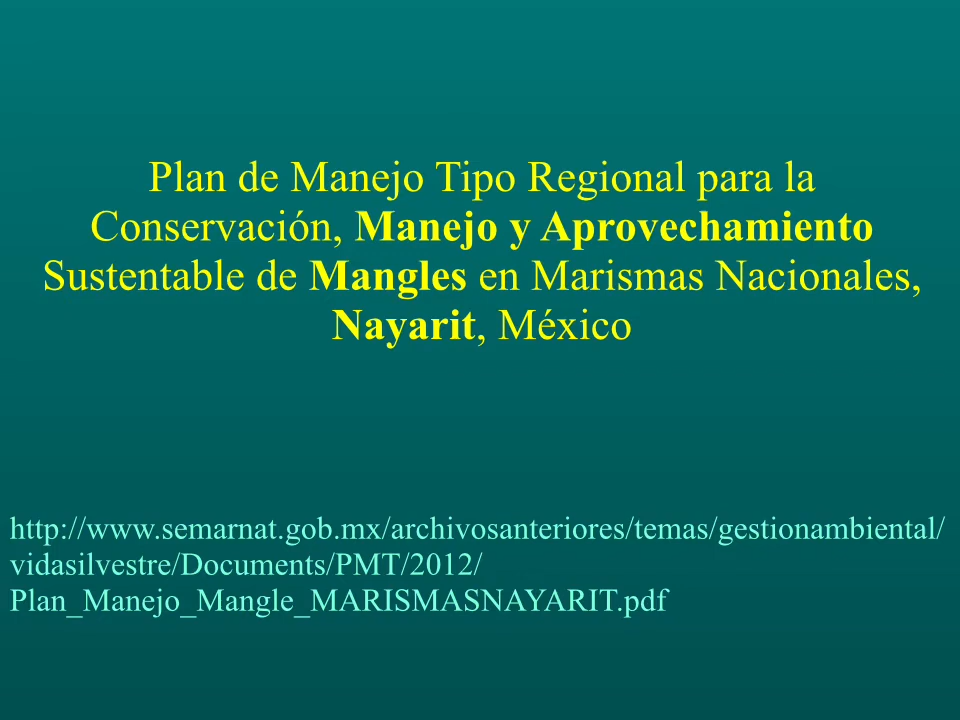 Plan de Manejo Tipo Regional para la
Conservación, Manejo y Aprovechamiento
Sustentable de Mangles en Marismas Nacionales,
Nayarit, México
http://www.semarnat.gob.mx/archivosanteriores/temas/gestionambiental/
vidasilvestre/Documents/PMT/2012/
Plan_Manejo_Mangle_MARISMASNAYARIT.pdf